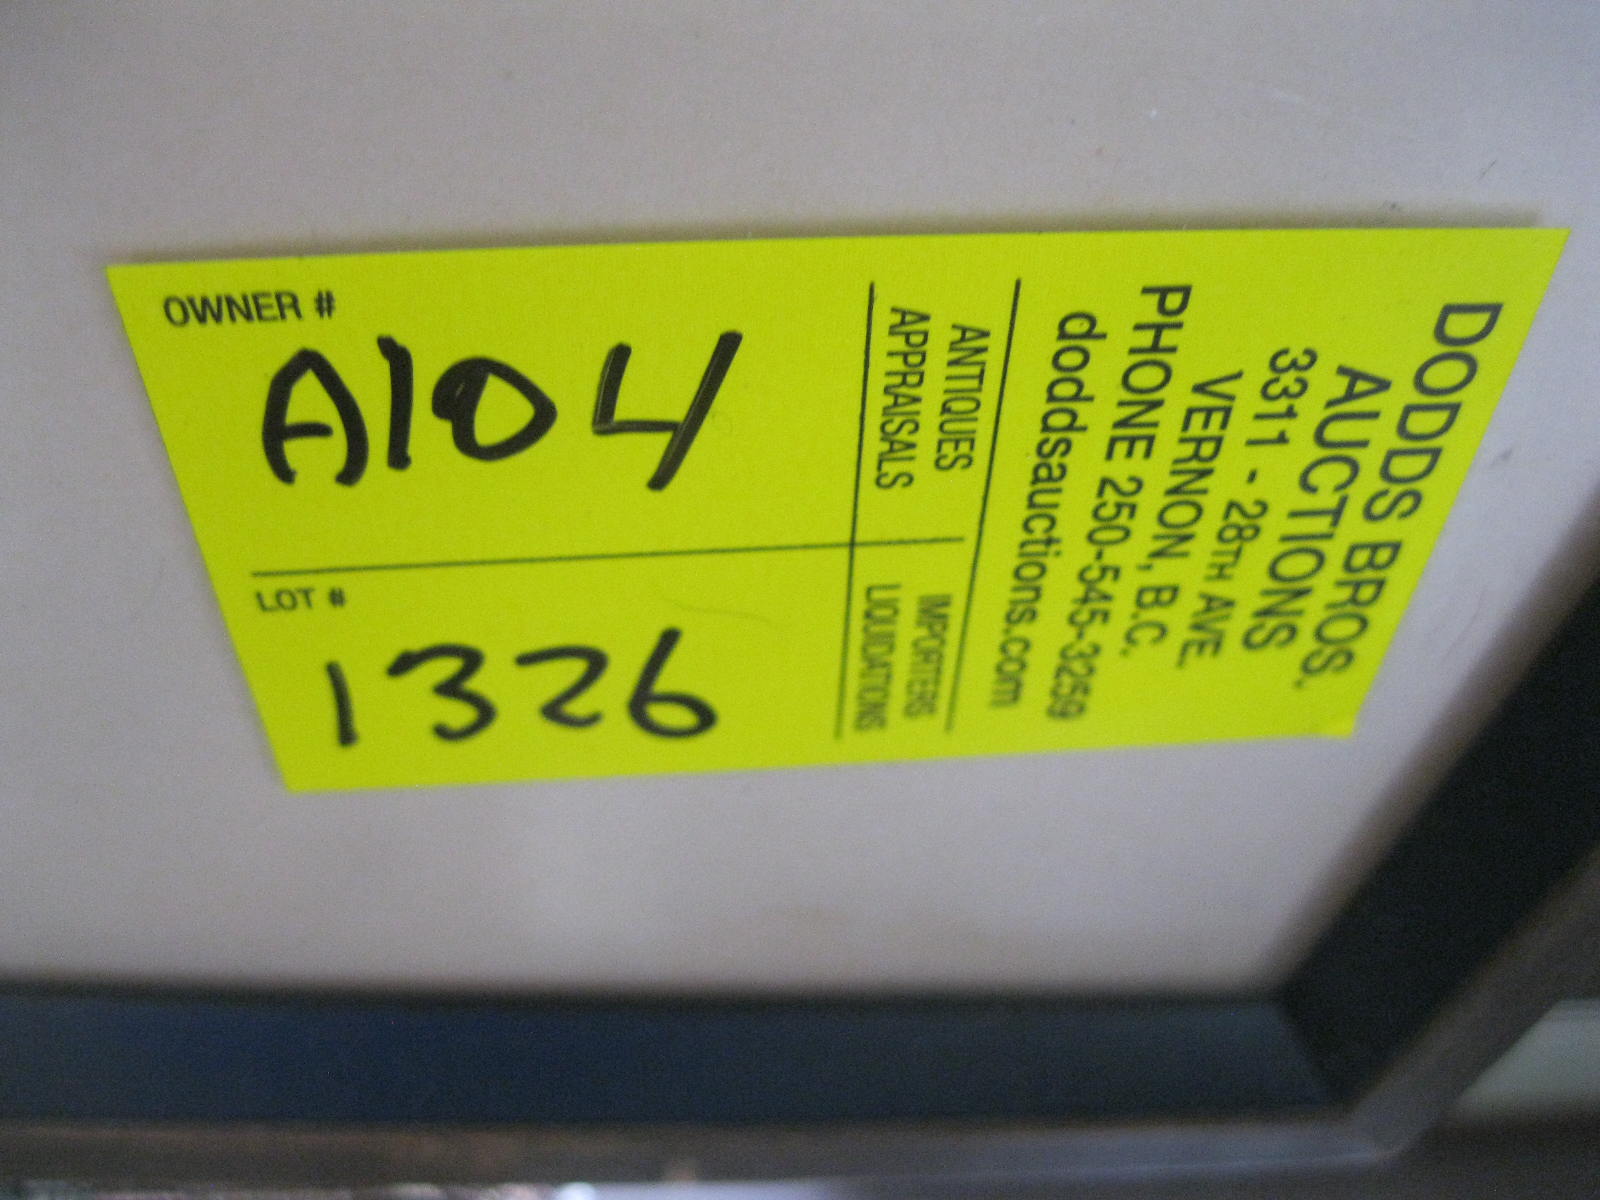 DODDS BROS.
AUCTIONS
3311 - 28TH AVE.
VERNON, B.C.
PHONE 250-545-3259
doddsauctions.com
ANTIQUES
APPRAISALS
IMPORTERS
LIQUIDATIONS
OWNER #
A104
LOT #
1326